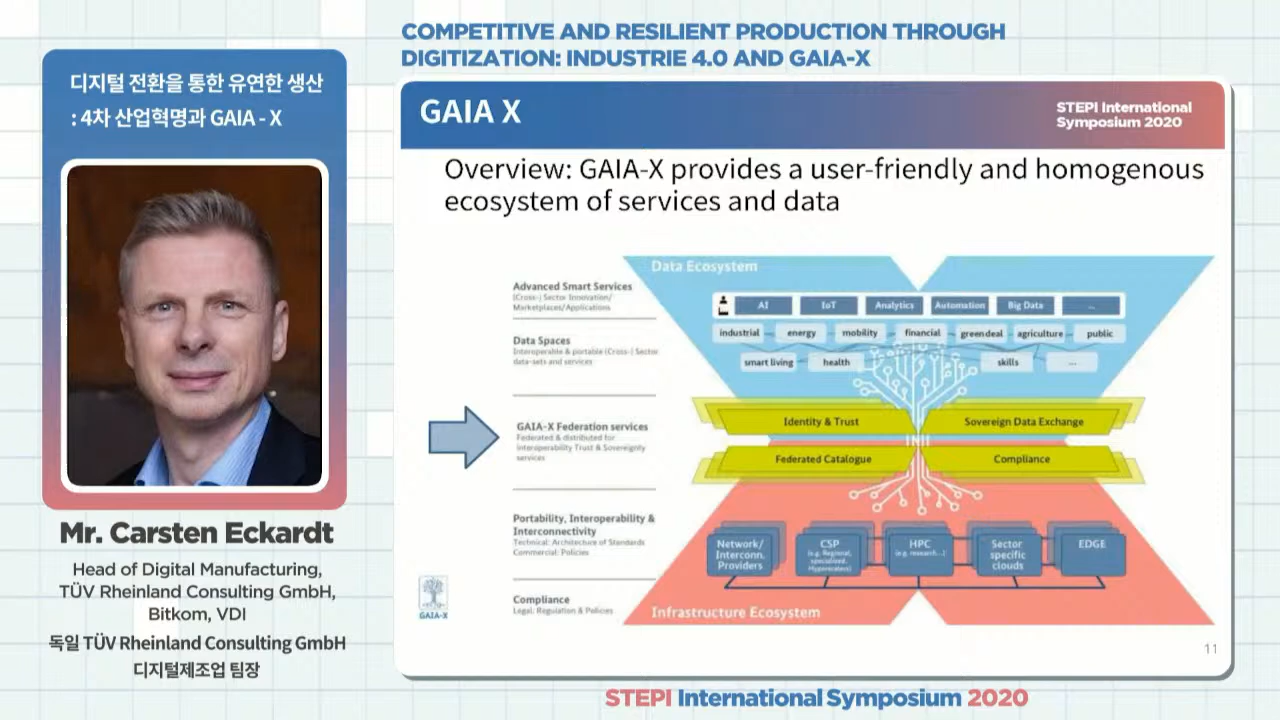 COMPETITIVE AND RESILIENT PRODUCTION THROUGH
DIGITIZATION: INDUSTRIE 4.0 AND GAIA-X
디지털 전환을 통한 유연한 생산
: 4차 산업혁명과 GAIA - X
Mr. Carsten Eckardt
Head of Digital Manufacturing,
TÜV Rheinland Consulting GmbH,
Bitkom, VDI
독일 TÜV Rheinland Consulting GmbH
디지털제조업 팀장
GAIA X
STEPI International
Symposium 2020
Overview: GAIA-X provides a user-friendly and homogenous
ecosystem of services and data
Advanced Smart Services
(Cross-) Sector Innovation/
Marketplaces/Applications
Data Spaces
Interoperable & portable (Cross-) Sector
data-sets and services
GAIA-X Federation services
Federated & distributed for
Interoperability Trust & Sovereignty
services
Portability, Interoperability &
Interconnectivity
Technical: Architecture of Standards
Commercial: Policies
Compliance
Legal: Regulation & Policies
Data Ecosystem
AI IoT Analytics Automation Big Data ...
industrial energy mobility financial green deal agriculture public
smart living health skills ...
Identity & Trust Sovereign Data Exchange
Federated Catalogue Compliance
Network/
Interconn.
Providers
CSP
(e.g. Regional,
specialized,
Hyperscalers)
HPC
(e.g. research...)
Sector
specific
clouds
EDGE
Infrastructure Ecosystem
GAIA-X
11
STEPI International Symposium 2020